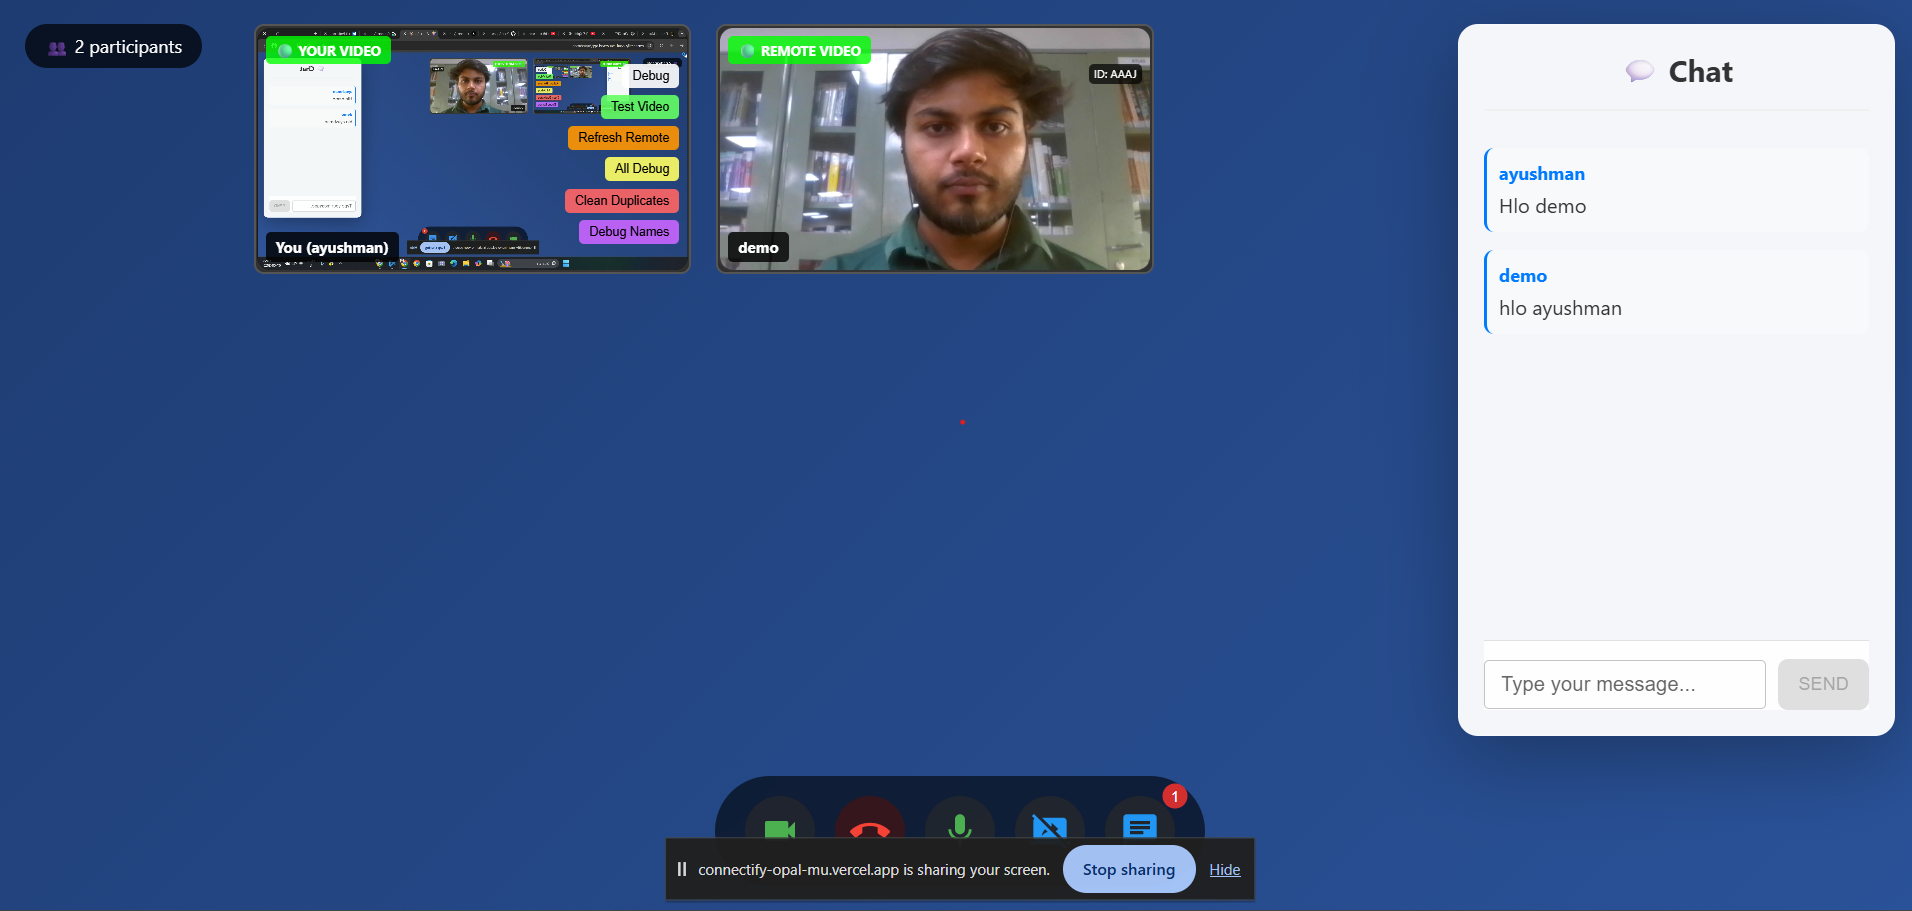 2 participants
YOUR VIDEO
Debug
Test Video
Refresh Remote
All Debug
Clean Duplicates
Debug Names
You (ayushman)
REMOTE VIDEO
ID: AAAJ
demo
Chat
ayushman
Hlo demo
demo
hlo ayushman
Type your message...
SEND
1
connectify-opal-mu.vercel.app is sharing your screen.
Stop sharing
Hide